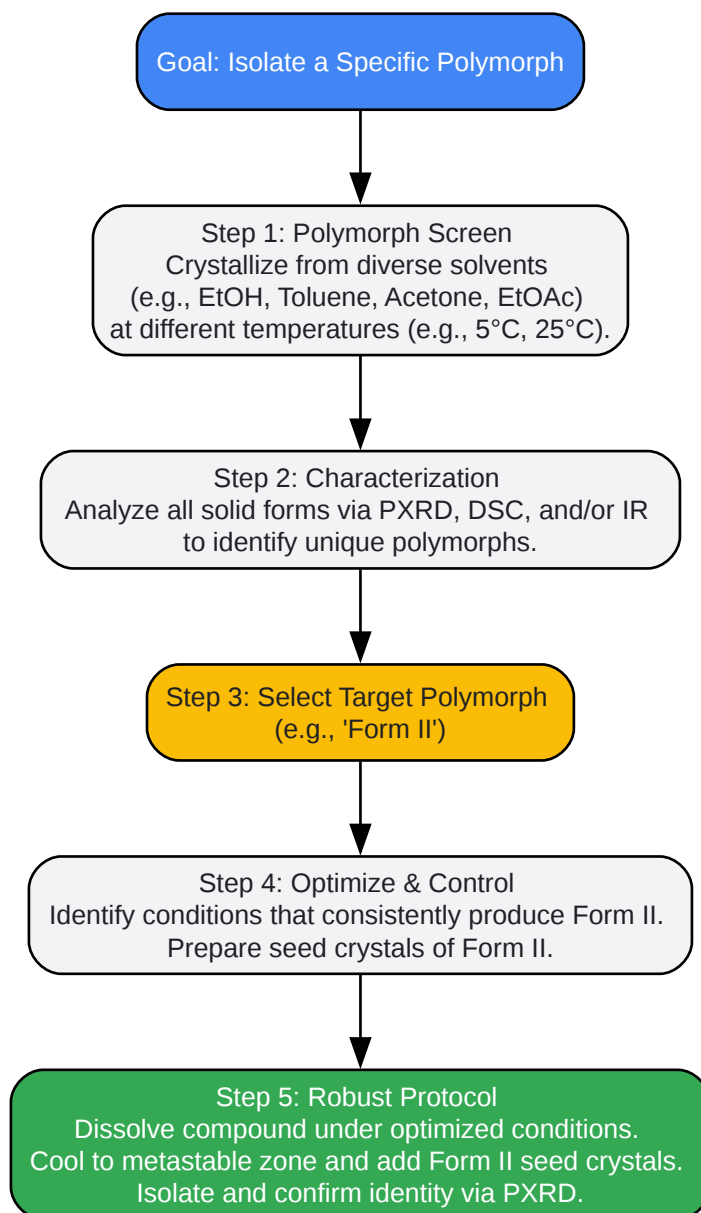 Goal: Isolate a Specific Polymorph
Step 1: Polymorph Screen
Crystallize from diverse solvents
(e.g., EtOH, Toluene, Acetone, EtOAc)
at different temperatures (e.g., 5°C, 25°C).
Step 2: Characterization
Analyze all solid forms via PXRD, DSC, and/or IR
to identify unique polymorphs.
Step 3: Select Target Polymorph
(e.g., 'Form II')
Step 4: Optimize & Control
Identify conditions that consistently produce Form II.
Prepare seed crystals of Form II.
Step 5: Robust Protocol
Dissolve compound under optimized conditions.
Cool to metastable zone and add Form II seed crystals.
Isolate and confirm identity via PXRD.